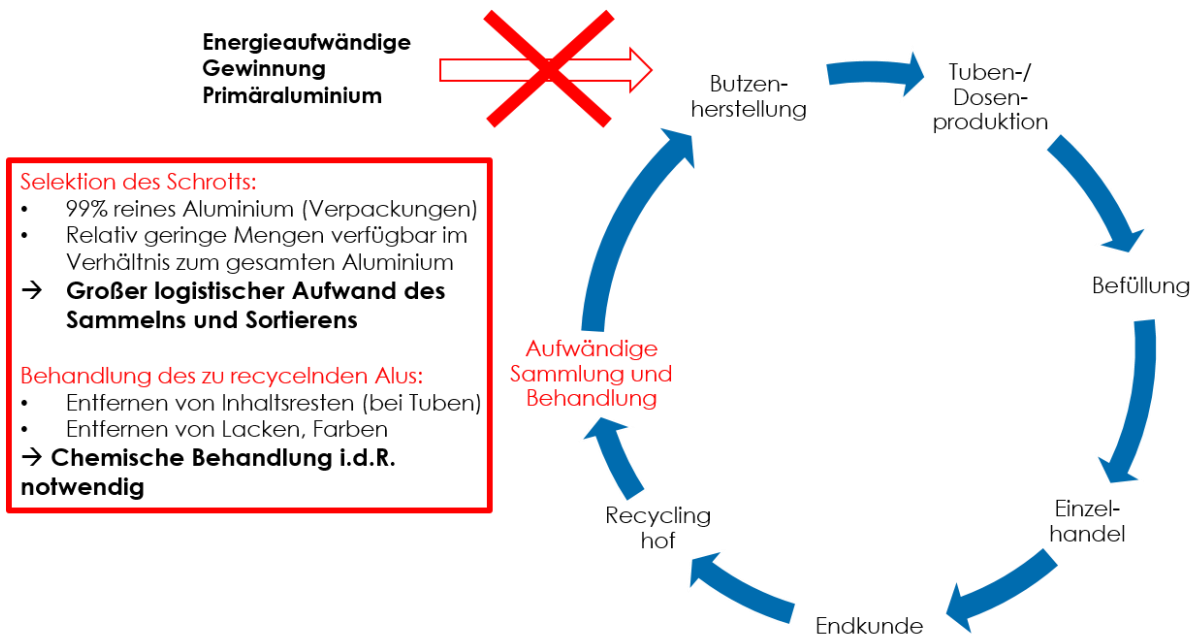 Energieaufwändige
Gewinnung
Primäraluminium
Butzen-
herstellung
Tuben-/
Dosen-
produktion
Befüllung
Einzel-
handel
Endkunde
Recycling
hof
Aufwändige
Sammlung und
Behandlung
Selektion des Schrotts:
• 99% reines Aluminium (Verpackungen)
• Relativ geringe Mengen verfügbar im
Verhältnis zum gesamten Aluminium
→ Großer logistischer Aufwand des
Sammelns und Sortierens
Behandlung des zu recycelnden Alus:
• Entfernen von Inhaltsresten (bei Tuben)
• Entfernen von Lacken, Farben
→ Chemische Behandlung i.d.R.
notwendig